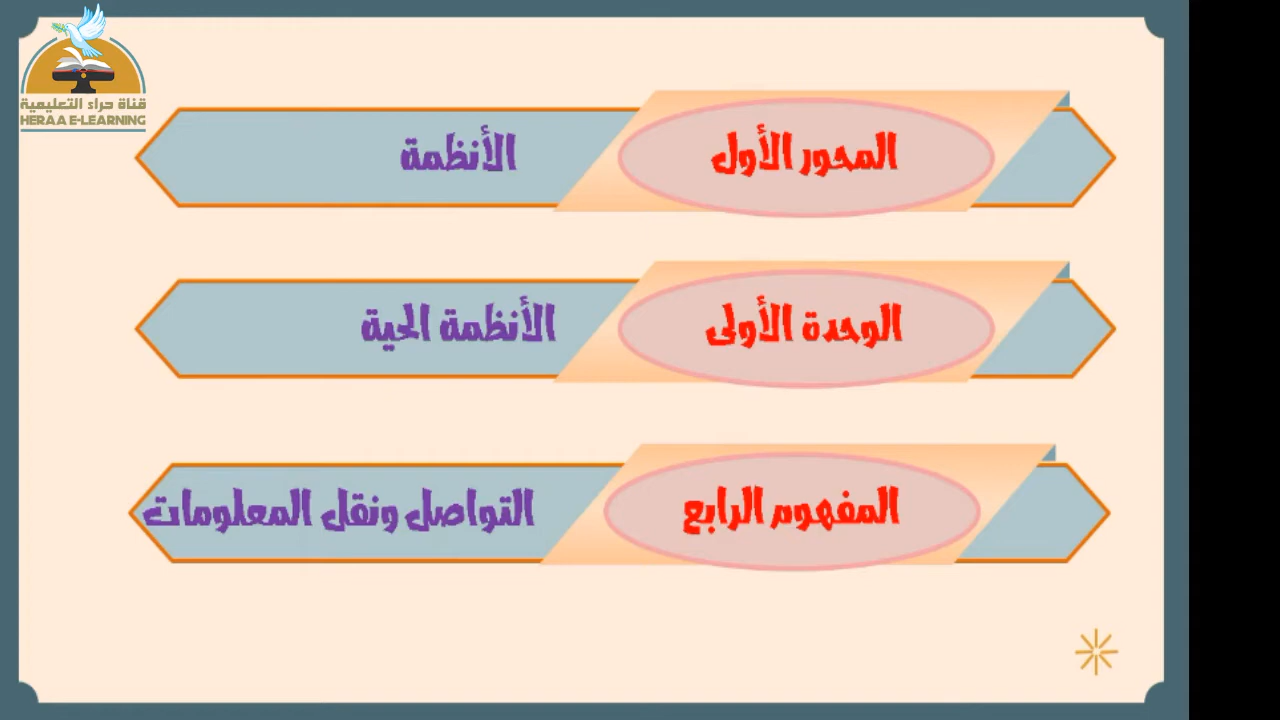 قناة حراء التعليمية
HERAA E-LEARNING
المحور الأول الأنظمة
الوحدة الأولى الأنظمة الحية
المفهوم الرابع التواصل ونقل المعلومات